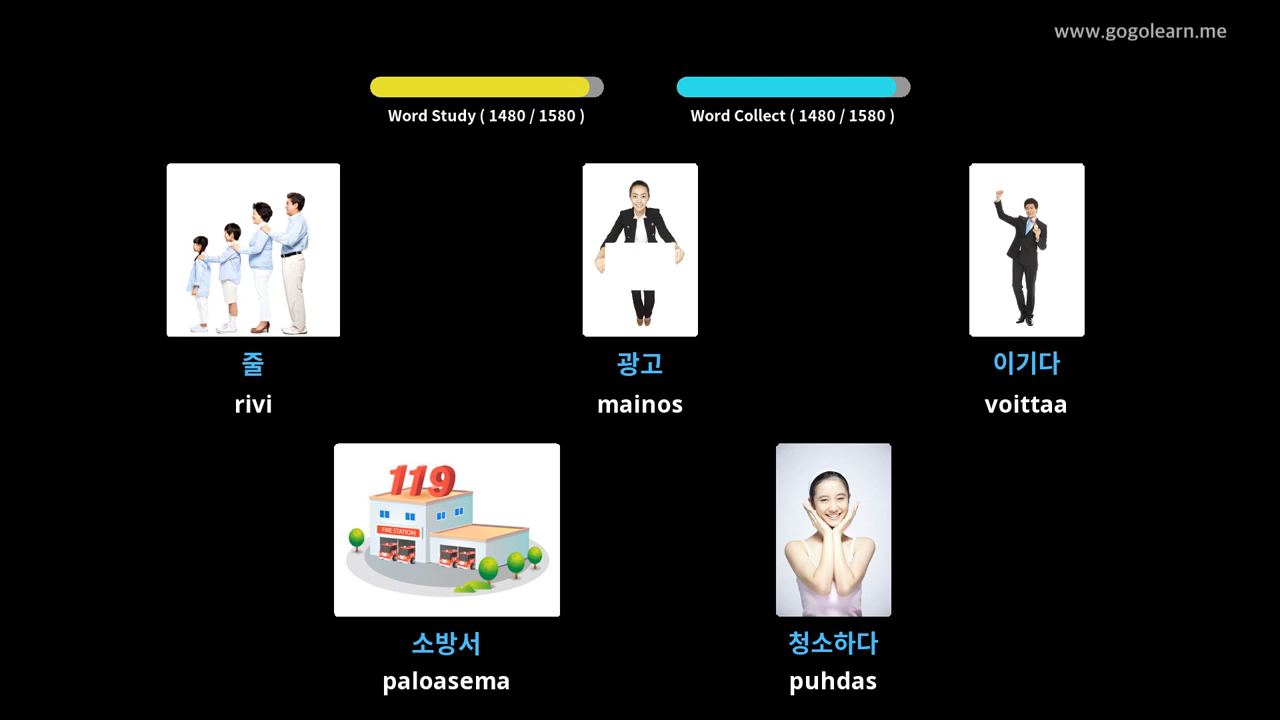 www.gogolearn.me
Word Study ( 1480 / 1580 )
Word Collect ( 1480 / 1580 )
줄
rivi
광고
mainos
이기다
voittaa
119
FIRE STATION
소방서
paloasema
청소하다
puhdas